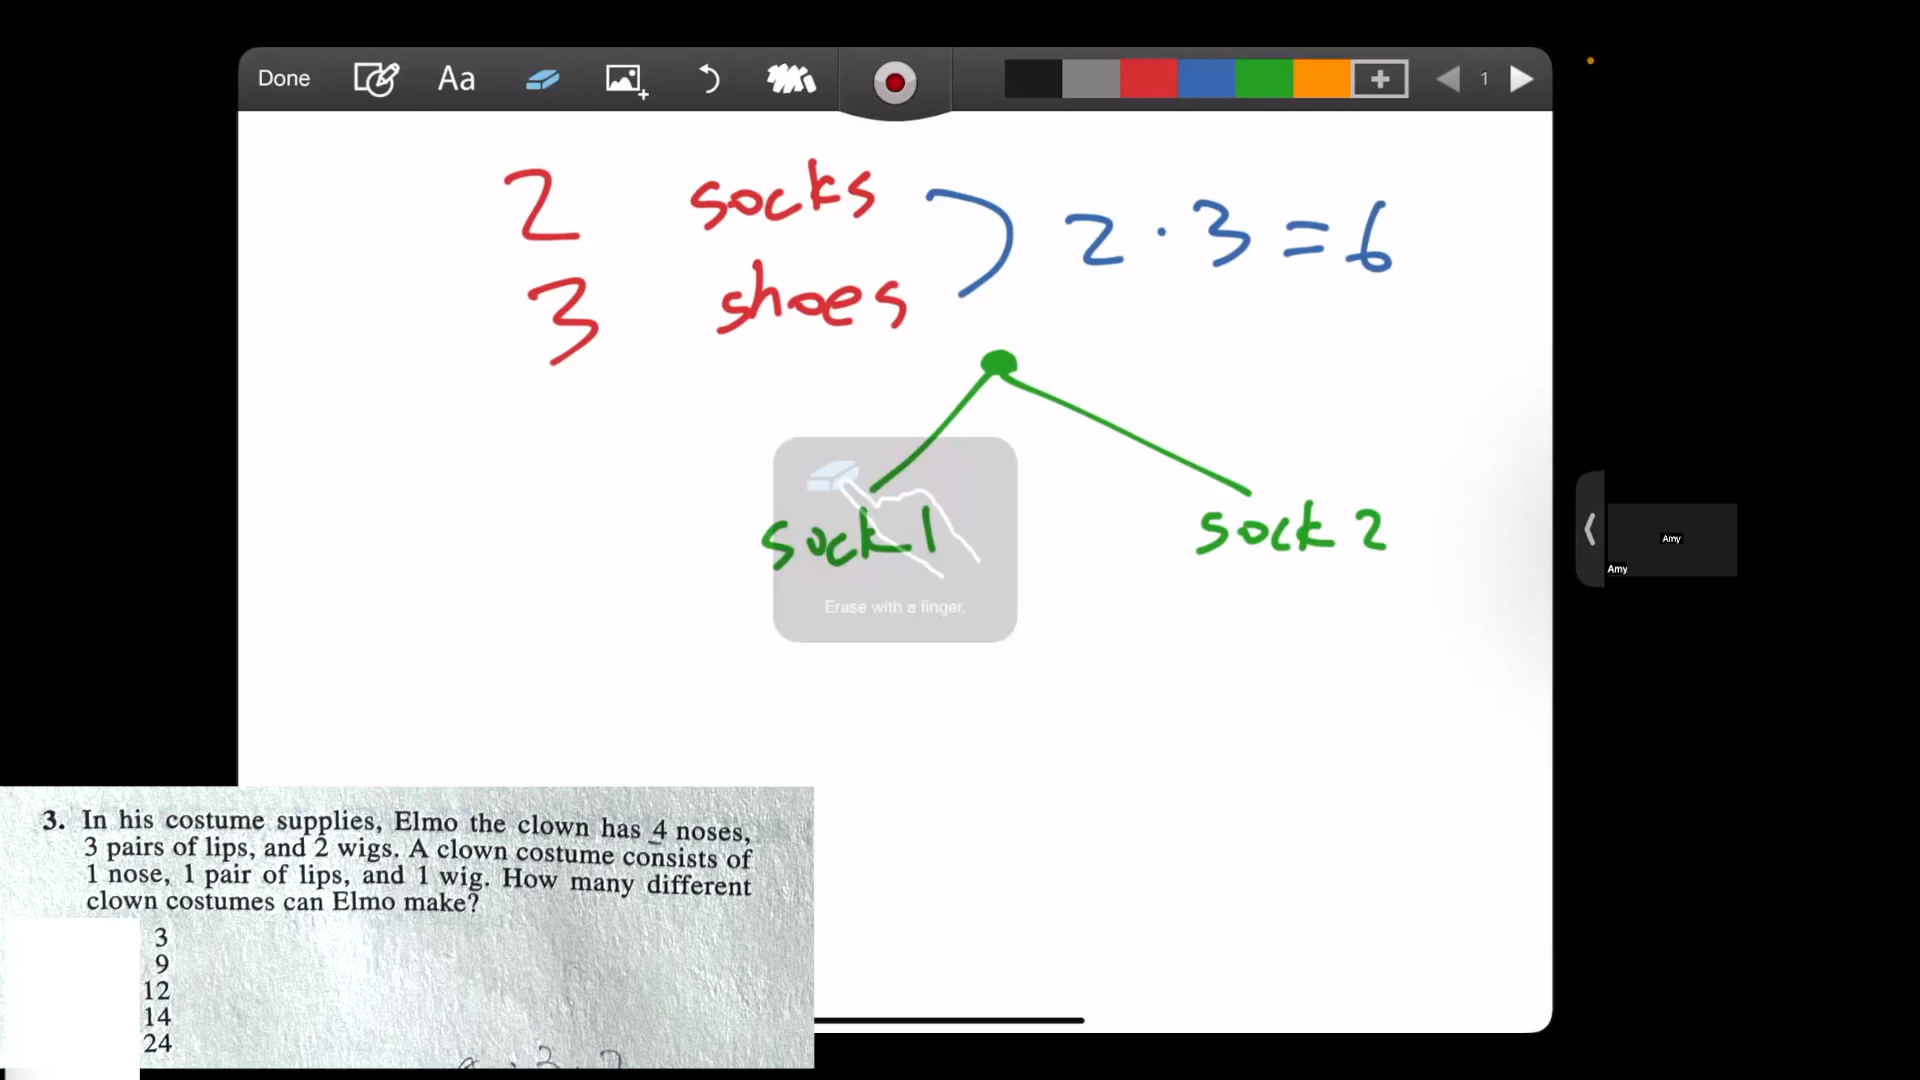 Done Aa 1
2 socks
3 shoes
2 · 3 = 6
sock 1 sock 2
Erase with a finger.
Amy
Amy
3. In his costume supplies, Elmo the clown has 4 noses,
3 pairs of lips, and 2 wigs. A clown costume consists of
1 nose, 1 pair of lips, and 1 wig. How many different
clown costumes can Elmo make?
3
9
12
14
24